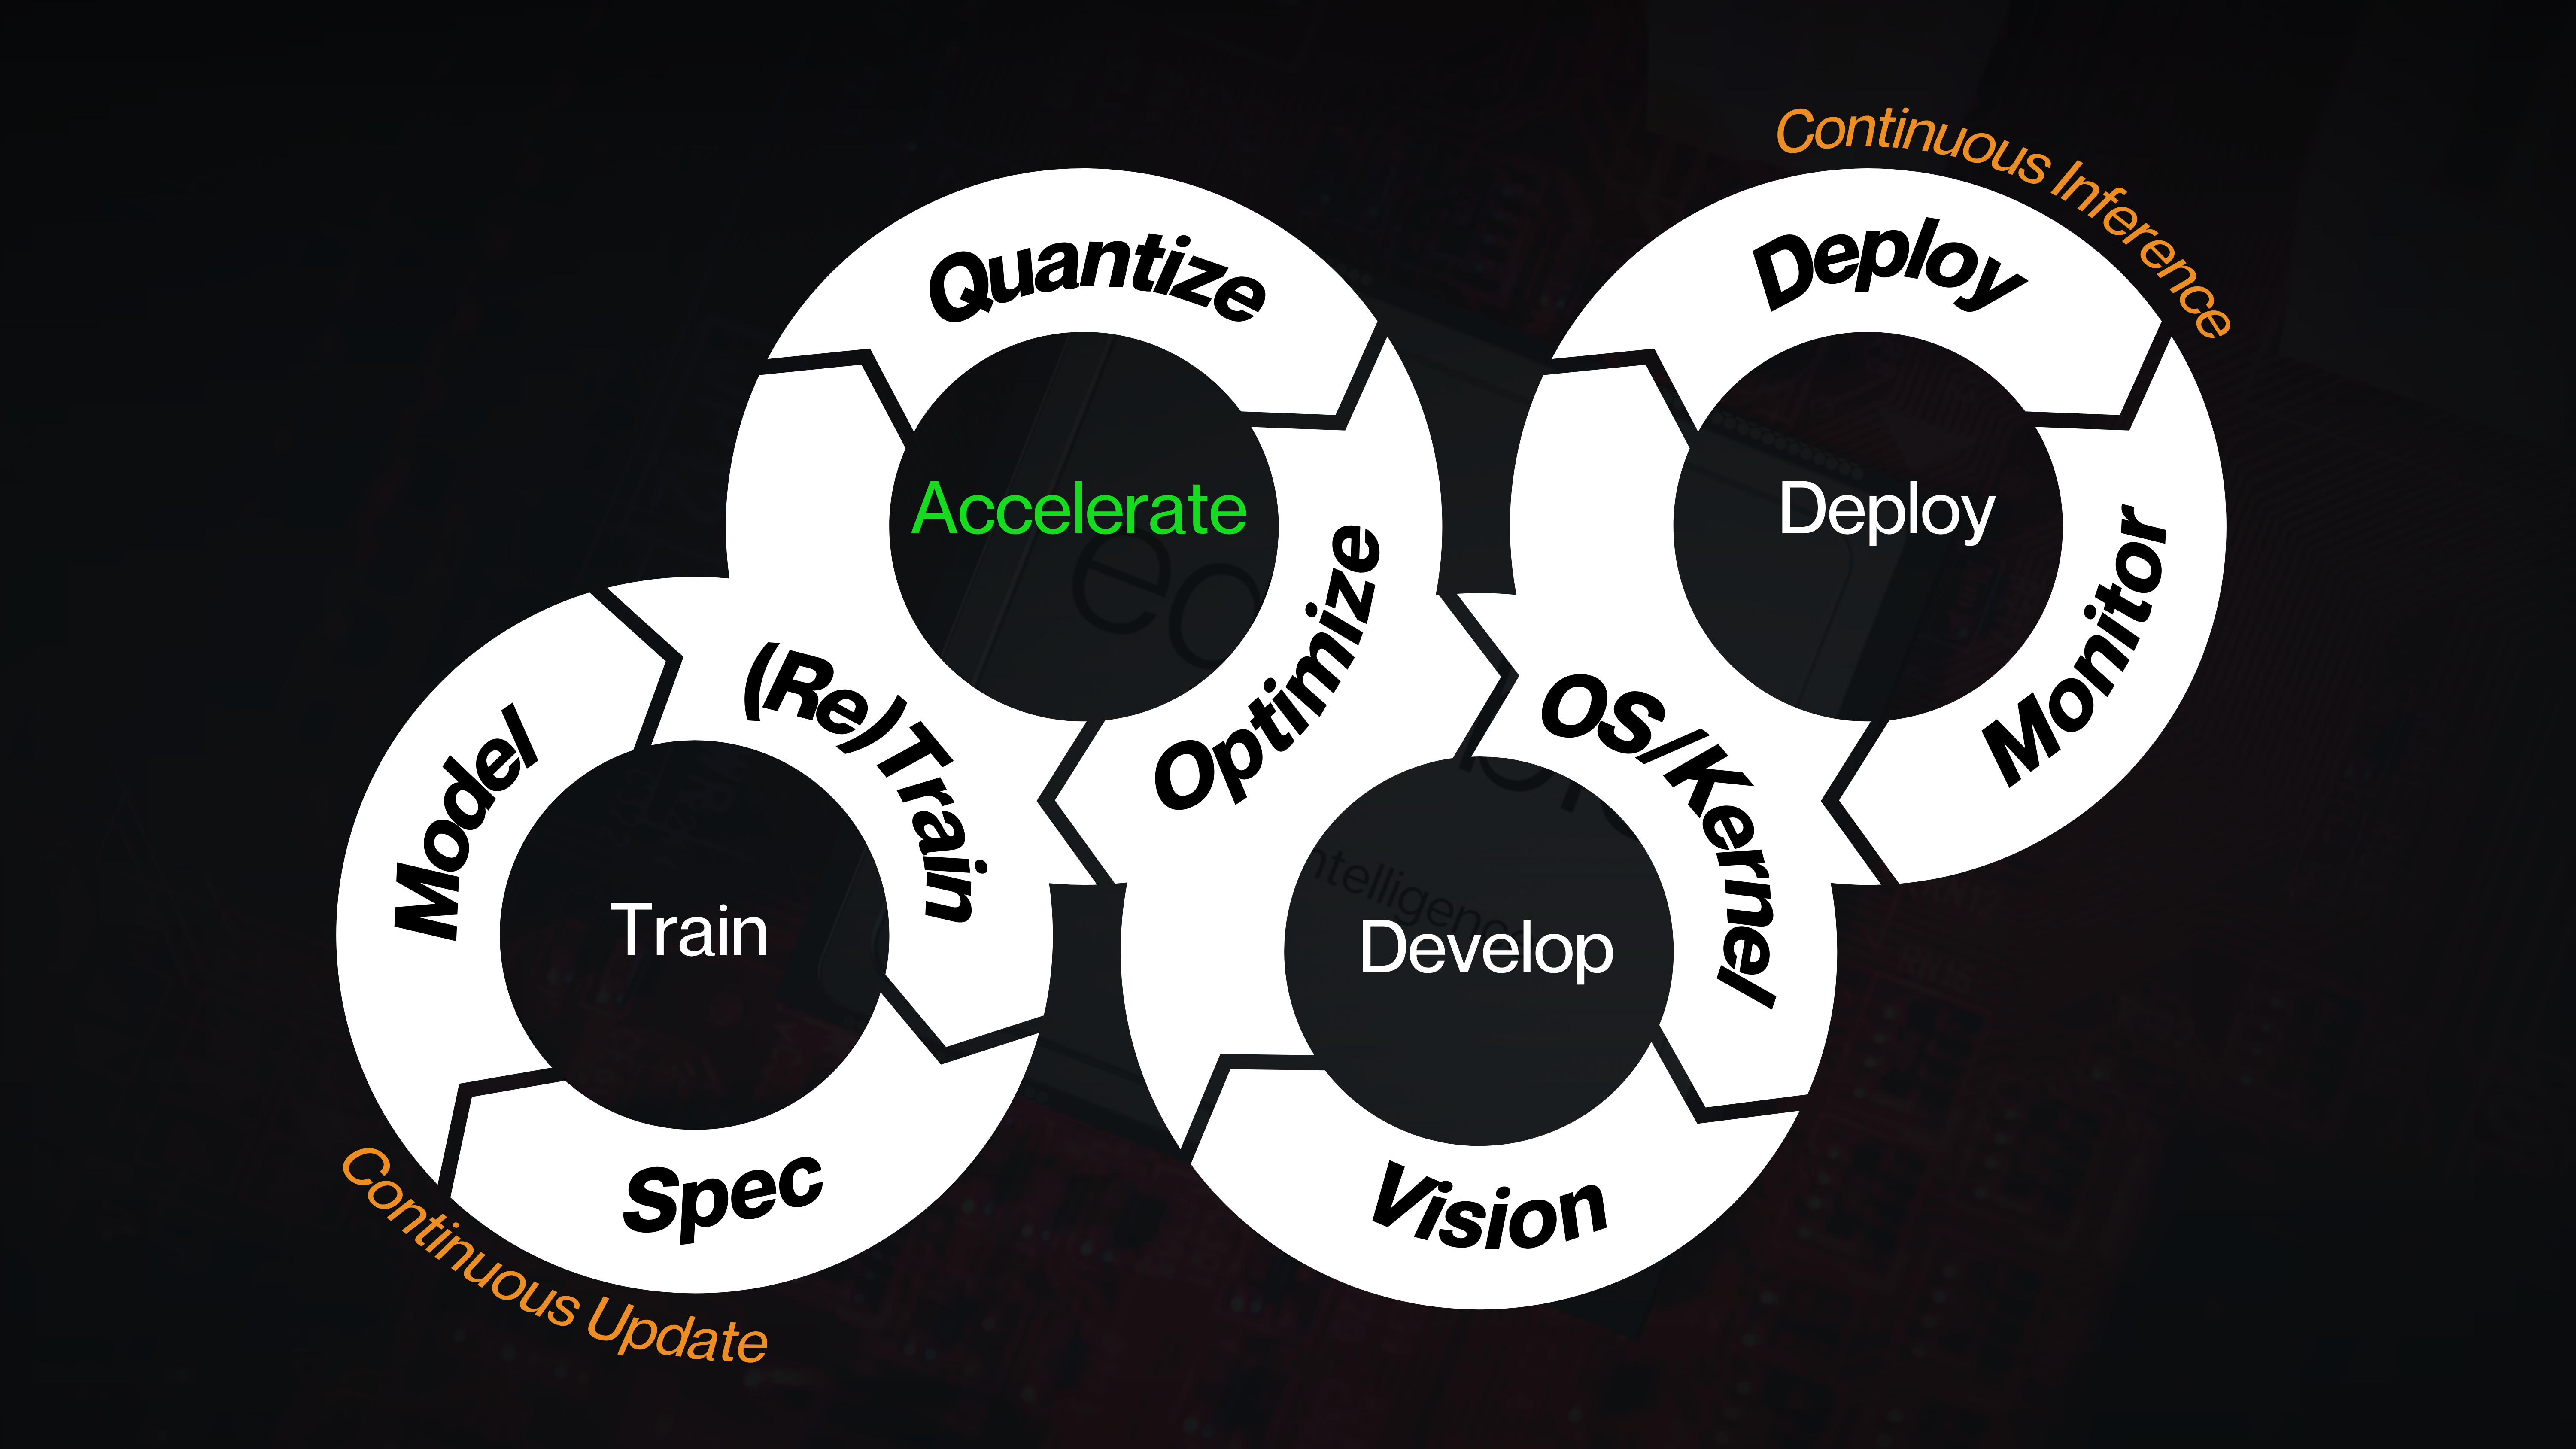 Continuous Inference
Quantize
Deploy
Accelerate
Deploy
Optimize
Monitor
(Re)Train
OS/Kernel
Model
Train
Develop
Spec
Vision
Continuous Update